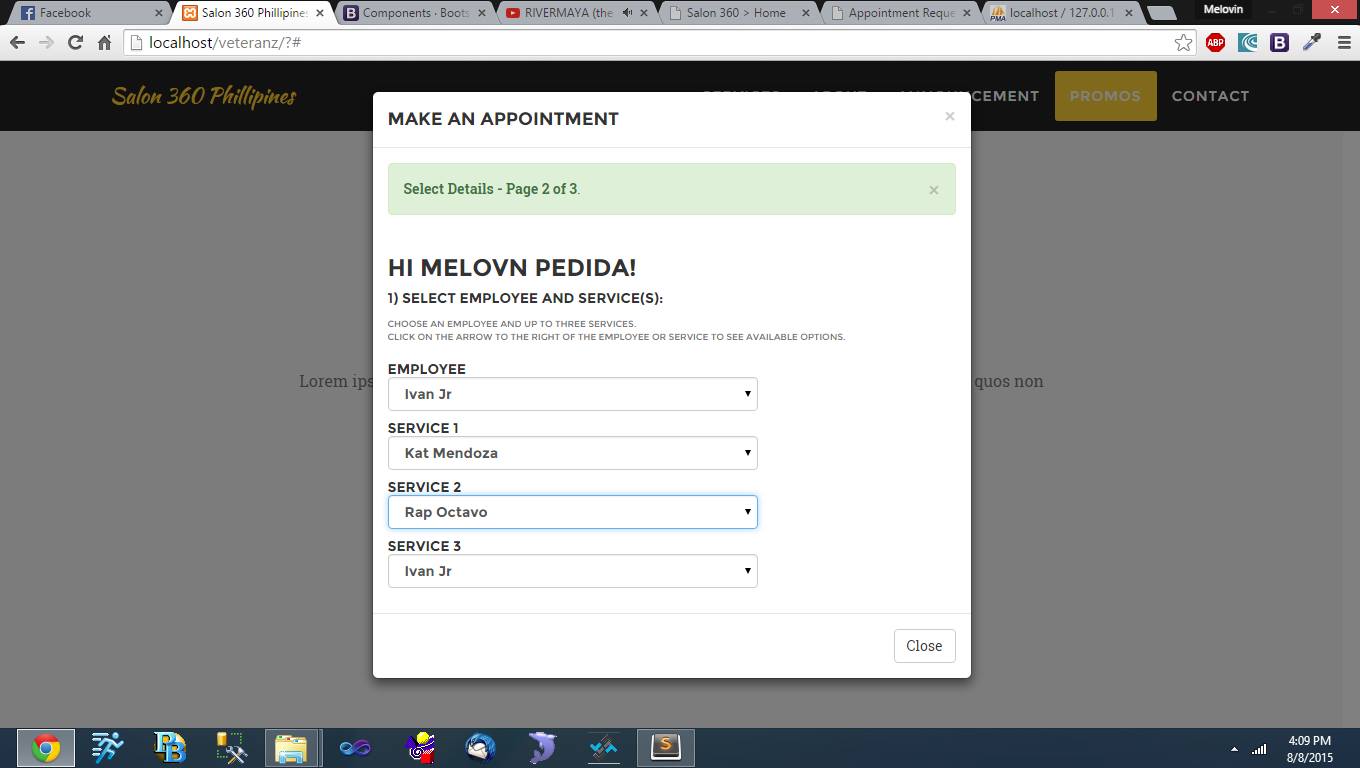 Facebook
Salon 360 Phillipines
Components · Boots
RIVERMAYA (the
Salon 360 > Home
Appointment Reque
localhost / 127.0.0.1
Melovin
localhost/veteranz/?#
ABP
B
Salon 360 Phillipines
CEMENT
PROMOS
CONTACT
MAKE AN APPOINTMENT
×
Select Details - Page 2 of 3.
×
HI MELOVN PEDIDA!
1) SELECT EMPLOYEE AND SERVICE(S):
CHOOSE AN EMPLOYEE AND UP TO THREE SERVICES.
CLICK ON THE ARROW TO THE RIGHT OF THE EMPLOYEE OR SERVICE TO SEE AVAILABLE OPTIONS.
Lorem ips
quos non
EMPLOYEE
Ivan Jr
SERVICE 1
Kat Mendoza
SERVICE 2
Rap Octavo
SERVICE 3
Ivan Jr
Close
4:09 PM
8/8/2015